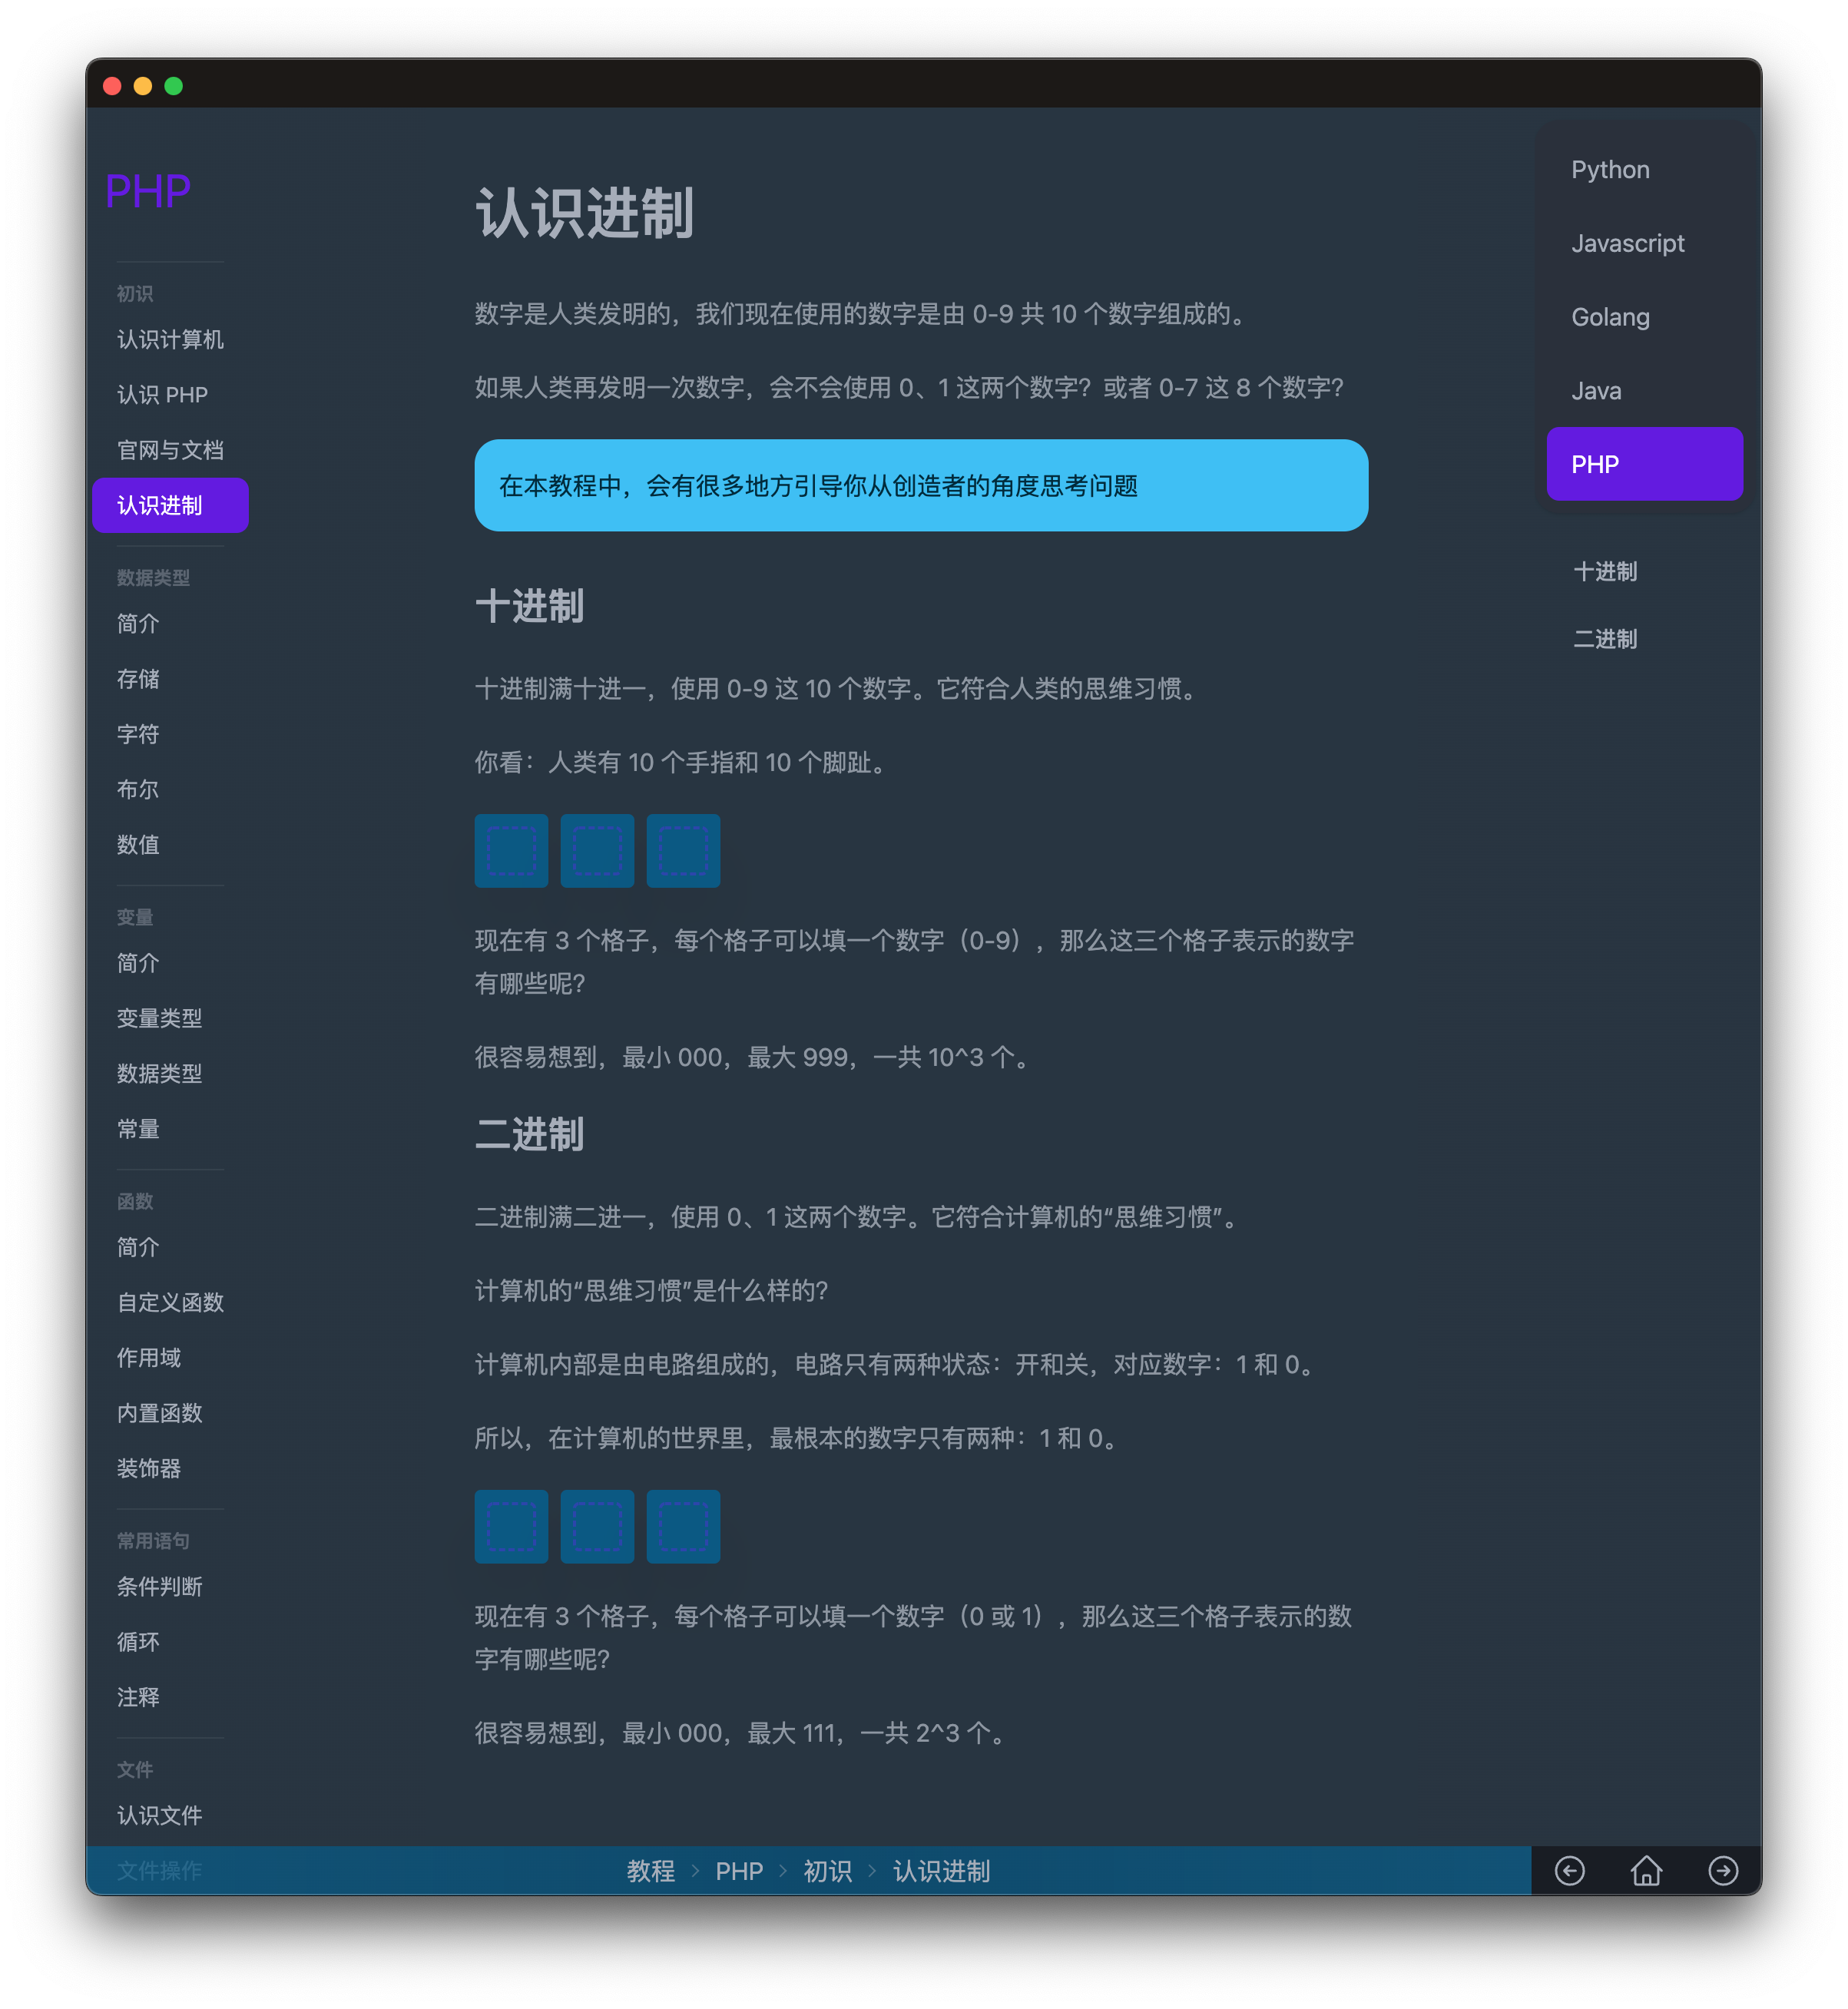 PHP
初识
认识计算机
认识 PHP
官网与文档
认识进制
数据类型
简介
存储
字符
布尔
数值
变量
简介
变量类型
数据类型
常量
函数
简介
自定义函数
作用域
内置函数
装饰器
常用语句
条件判断
循环
注释
文件
认识文件
文件操作
认识进制
数字是人类发明的，我们现在使用的数字是由 0-9 共 10 个数字组成的。
如果人类再发明一次数字，会不会使用 0、1 这两个数字？或者 0-7 这 8 个数字？
在本教程中，会有很多地方引导你从创造者的角度思考问题
十进制
十进制满十进一，使用 0-9 这 10 个数字。它符合人类的思维习惯。
你看：人类有 10 个手指和 10 个脚趾。
现在有 3 个格子，每个格子可以填一个数字（0-9），那么这三个格子表示的数字
有哪些呢？
很容易想到，最小 000，最大 999，一共 10^3 个。
二进制
二进制满二进一，使用 0、1 这两个数字。它符合计算机的“思维习惯”。
计算机的“思维习惯”是什么样的？
计算机内部是由电路组成的，电路只有两种状态：开和关，对应数字：1 和 0。
所以，在计算机的世界里，最根本的数字只有两种：1 和 0。
现在有 3 个格子，每个格子可以填一个数字（0 或 1），那么这三个格子表示的数
字有哪些呢？
很容易想到，最小 000，最大 111，一共 2^3 个。
Python
Javascript
Golang
Java
PHP
十进制
二进制
教程 > PHP > 初识 > 认识进制